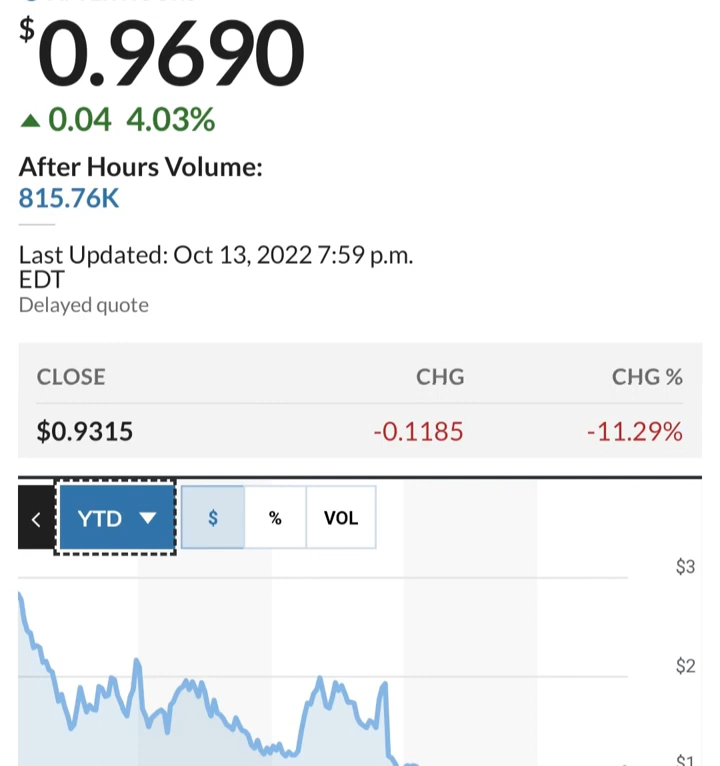 $0.9690
▲ 0.04 4.03%
After Hours Volume:
815.76K
Last Updated: Oct 13, 2022 7:59 p.m.
EDT
Delayed quote
CLOSE CHG CHG %
$0.9315 -0.1185 -11.29%
YTD $ % VOL
$3
$2
$1